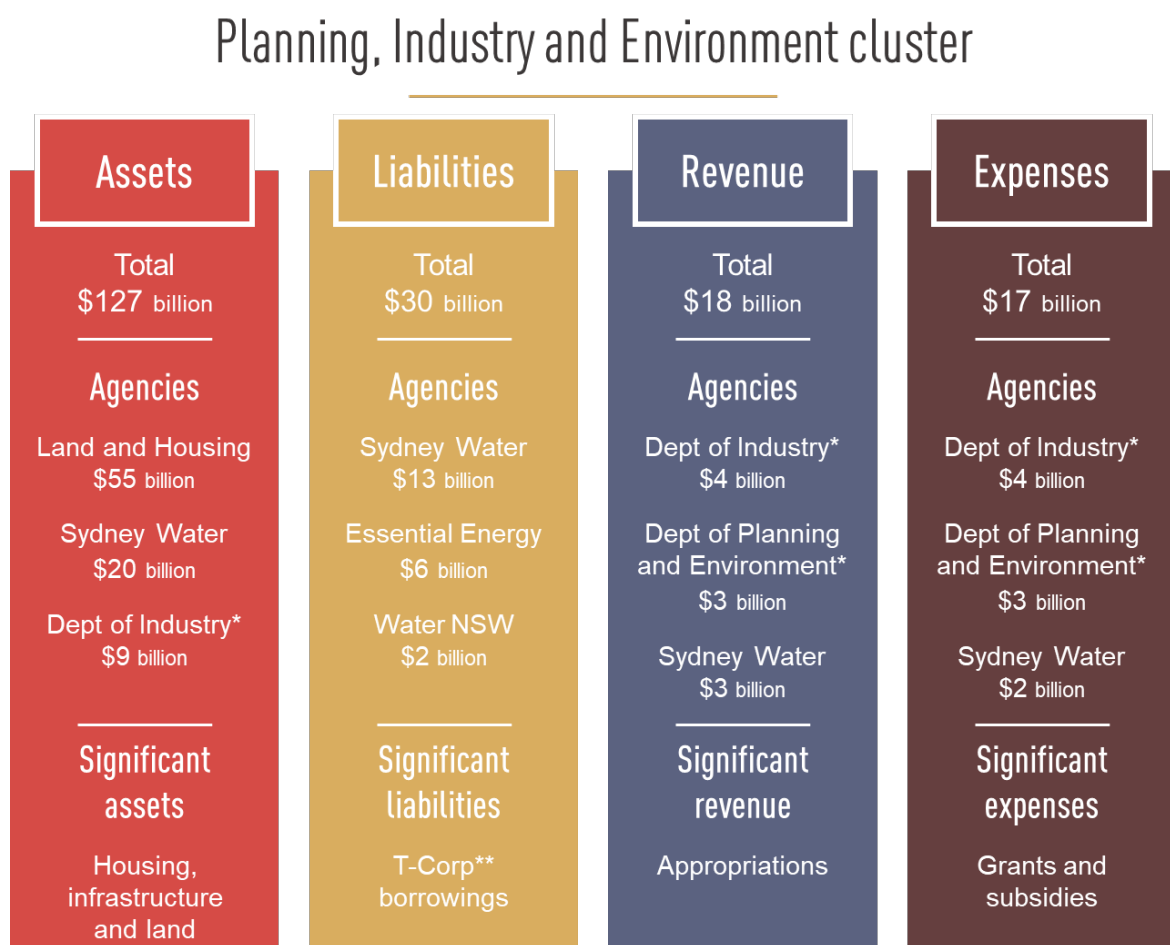 Planning, Industry and Environment cluster
Assets
Total
$127 billion
Agencies
Land and Housing
$55 billion
Sydney Water
$20 billion
Dept of Industry*
$9 billion
Significant
assets
Housing,
infrastructure
and land
Liabilities
Total
$30 billion
Agencies
Sydney Water
$13 billion
Essential Energy
$6 billion
Water NSW
$2 billion
Significant
liabilities
T-Corp**
borrowings
Revenue
Total
$18 billion
Agencies
Dept of Industry*
$4 billion
Dept of Planning
and Environment*
$3 billion
Sydney Water
$3 billion
Significant
revenue
Appropriations
Expenses
Total
$17 billion
Agencies
Dept of Industry*
$4 billion
Dept of Planning
and Environment*
$3 billion
Sydney Water
$2 billion
Significant
expenses
Grants and
subsidies